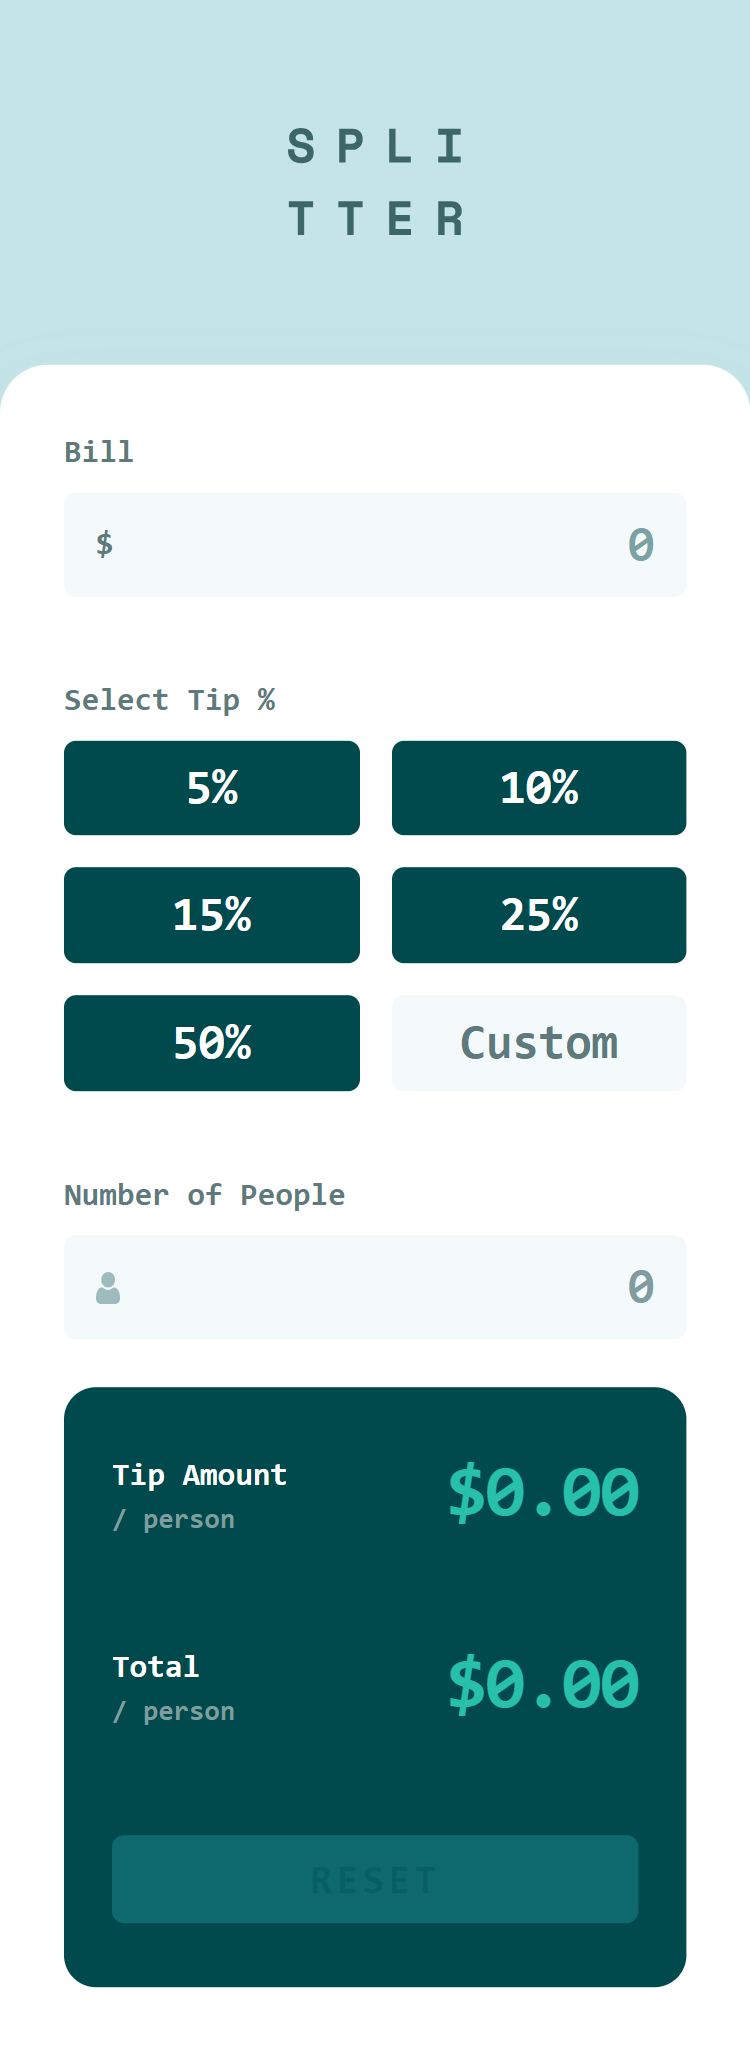 SPLI
TTER
Bill
$ 0
Select Tip %
5% 10%
15% 25%
50% Custom
Number of People
0
Tip Amount
/ person
$0.00
Total
/ person
$0.00
RESET